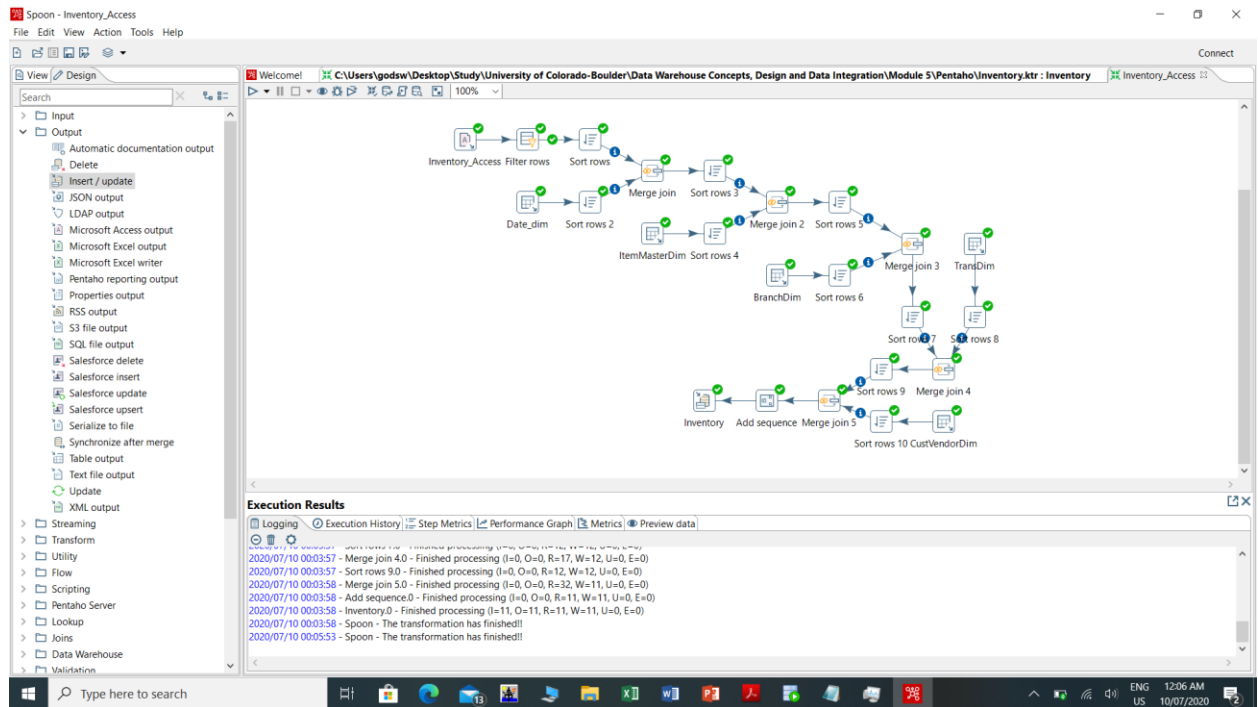 Spoon - Inventory_Access
File Edit View Action Tools Help
Connect
View Design
Welcome! C:\Users\godsw\Desktop\Study\University of Colorado-Boulder\Data Warehouse Concepts, Design and Data Integration\Module 5\Pentaho\Inventory.ktr : Inventory Inventory_Access
Search
100%
Input
Output
Automatic documentation output
Delete
Insert / update
JSON output
LDAP output
Microsoft Access output
Microsoft Excel output
Microsoft Excel writer
Pentaho reporting output
Properties output
RSS output
S3 file output
SQL file output
Salesforce delete
Salesforce insert
Salesforce update
Salesforce upsert
Serialize to file
Synchronize after merge
Table output
Text file output
Update
XML output
Streaming
Transform
Utility
Flow
Scripting
Pentaho Server
Lookup
Joins
Data Warehouse
Validation
Inventory_Access Filter rows Sort rows
Merge join Sort rows 3
Date_dim Sort rows 2 Merge join 2 Sort rows 5
ItemMasterDim Sort rows 4
Merge join 3 TransDim
BranchDim Sort rows 6
Sort rows 7 Sort rows 8
Sort rows 9 Merge join 4
Inventory Add sequence Merge join 5
Sort rows 10 CustVendorDim
Execution Results
Logging Execution History Step Metrics Performance Graph Metrics Preview data
2020/07/10 00:03:57 - Merge join 4.0 - Finished processing (I=0, O=0, R=17, W=12, U=0, E=0)
2020/07/10 00:03:57 - Sort rows 9.0 - Finished processing (I=0, O=0, R=12, W=12, U=0, E=0)
2020/07/10 00:03:58 - Merge join 5.0 - Finished processing (I=0, O=0, R=32, W=11, U=0, E=0)
2020/07/10 00:03:58 - Add sequence.0 - Finished processing (I=0, O=0, R=11, W=11, U=0, E=0)
2020/07/10 00:03:58 - Inventory.0 - Finished processing (I=11, O=11, R=11, W=11, U=0, E=0)
2020/07/10 00:03:58 - Spoon - The transformation has finished!!
2020/07/10 00:05:53 - Spoon - The transformation has finished!!
Type here to search
13
ENG 12:06 AM
US 10/07/2020
2